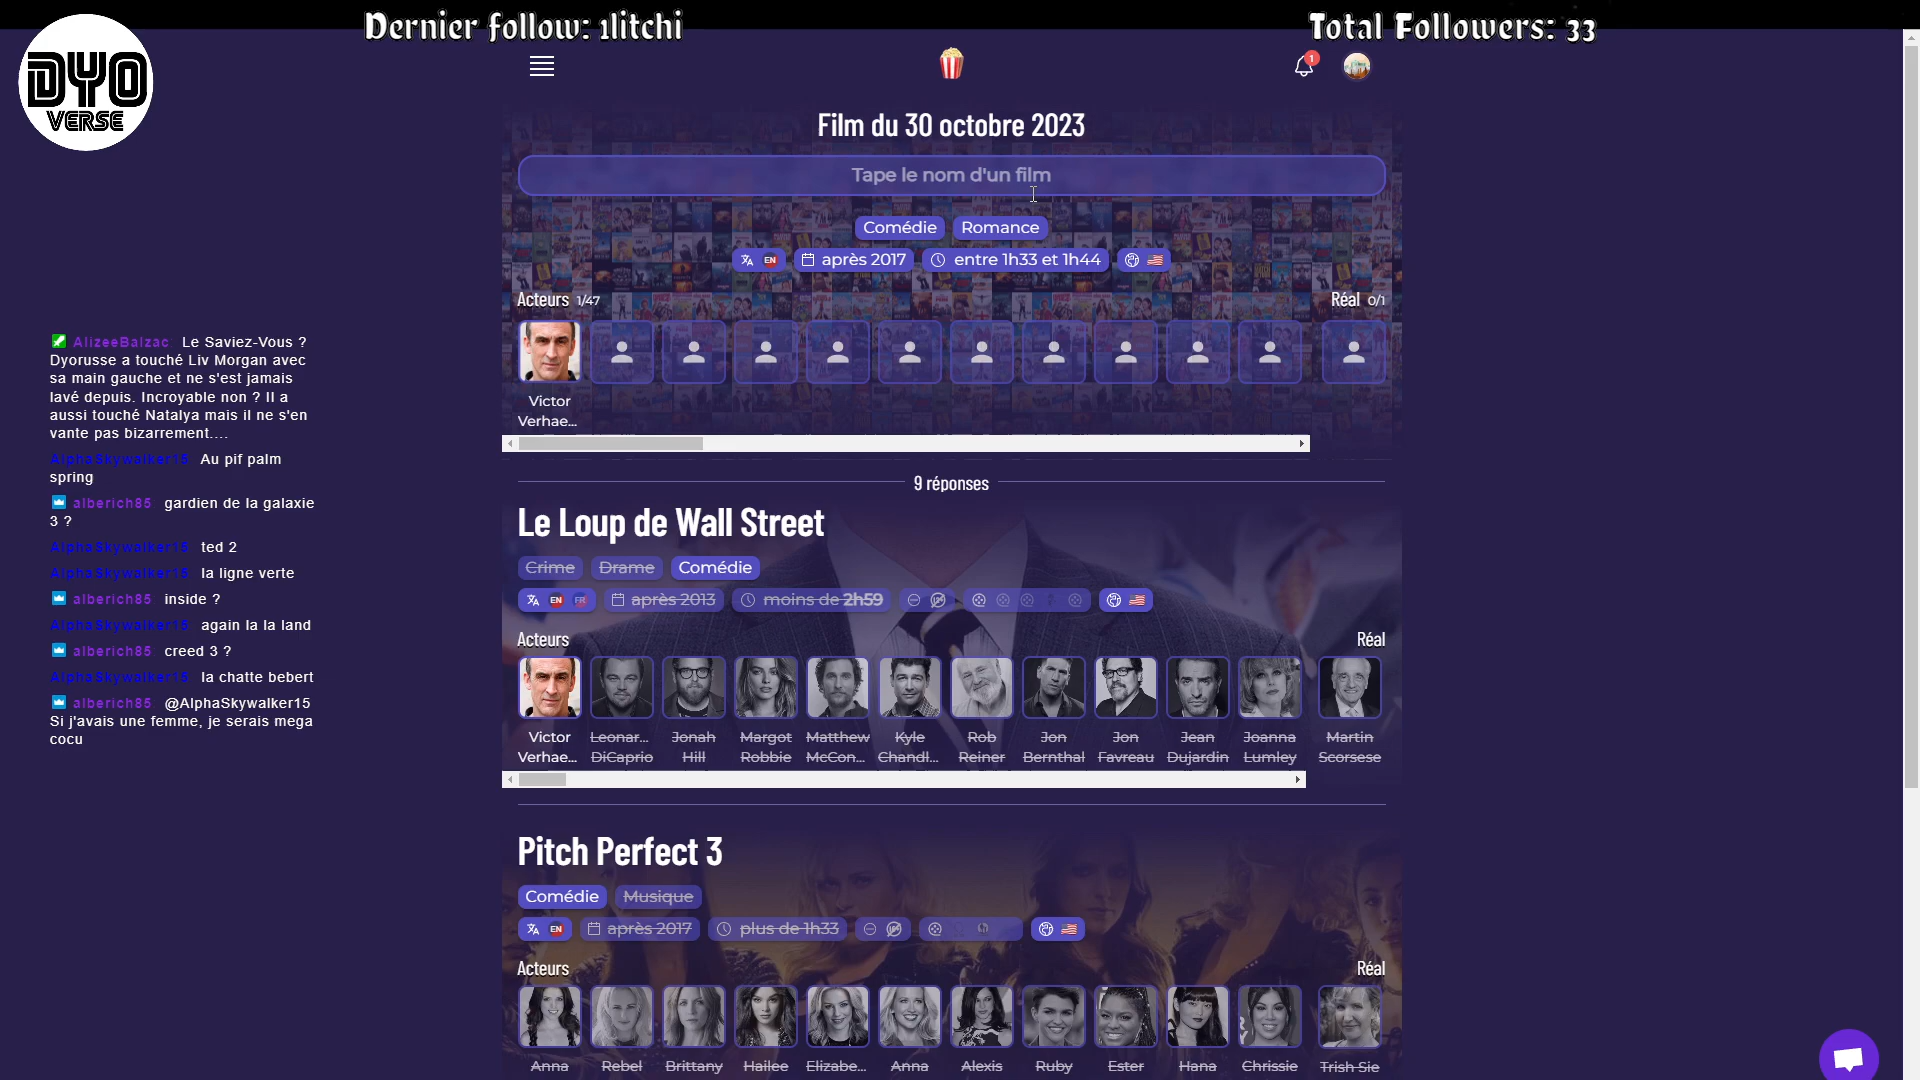 Dernier follow: 1litchi
Total Followers: 33
DYO
VERSE
1
Film du 30 octobre 2023
Tape le nom d'un film
Comédie Romance
EN après 2017 entre 1h33 et 1h44
Acteurs 1/47
Réal 0/1
Victor
Verhae...
AlizeeBalzac Le Saviez-Vous ?
Dyorusse a touché Liv Morgan avec
sa main gauche et ne s'est jamais
lavé depuis. Incroyable non ? Il a
aussi touché Natalya mais il ne s'en
vante pas bizarrement....
AlphaSkywalker15 Au pif palm
spring
alberich85 gardien de la galaxie
3 ?
AlphaSkywalker15 ted 2
AlphaSkywalker15 la ligne verte
alberich85 inside ?
AlphaSkywalker15 again la la land
alberich85 creed 3 ?
AlphaSkywalker15 la chatte bebert
alberich85 @AlphaSkywalker15
Si j'avais une femme, je serais mega
cocu
9 réponses
Le Loup de Wall Street
Crime Drame Comédie
EN FR après 2013 moins de 2h59
Acteurs
Réal
Victor Leonar... Jonah Margot Matthew Kyle Rob Jon Jon Jean Joanna Martin
Verhae... DiCaprio Hill Robbie McCon... Chandl... Reiner Bernthal Favreau Dujardin Lumley Scorsese
Pitch Perfect 3
Comédie Musique
EN après 2017 plus de 1h33
Acteurs
Réal
Anna Rebel Brittany Hailee Elizabe... Anna Alexis Ruby Ester Hana Chrissie Trish Sie